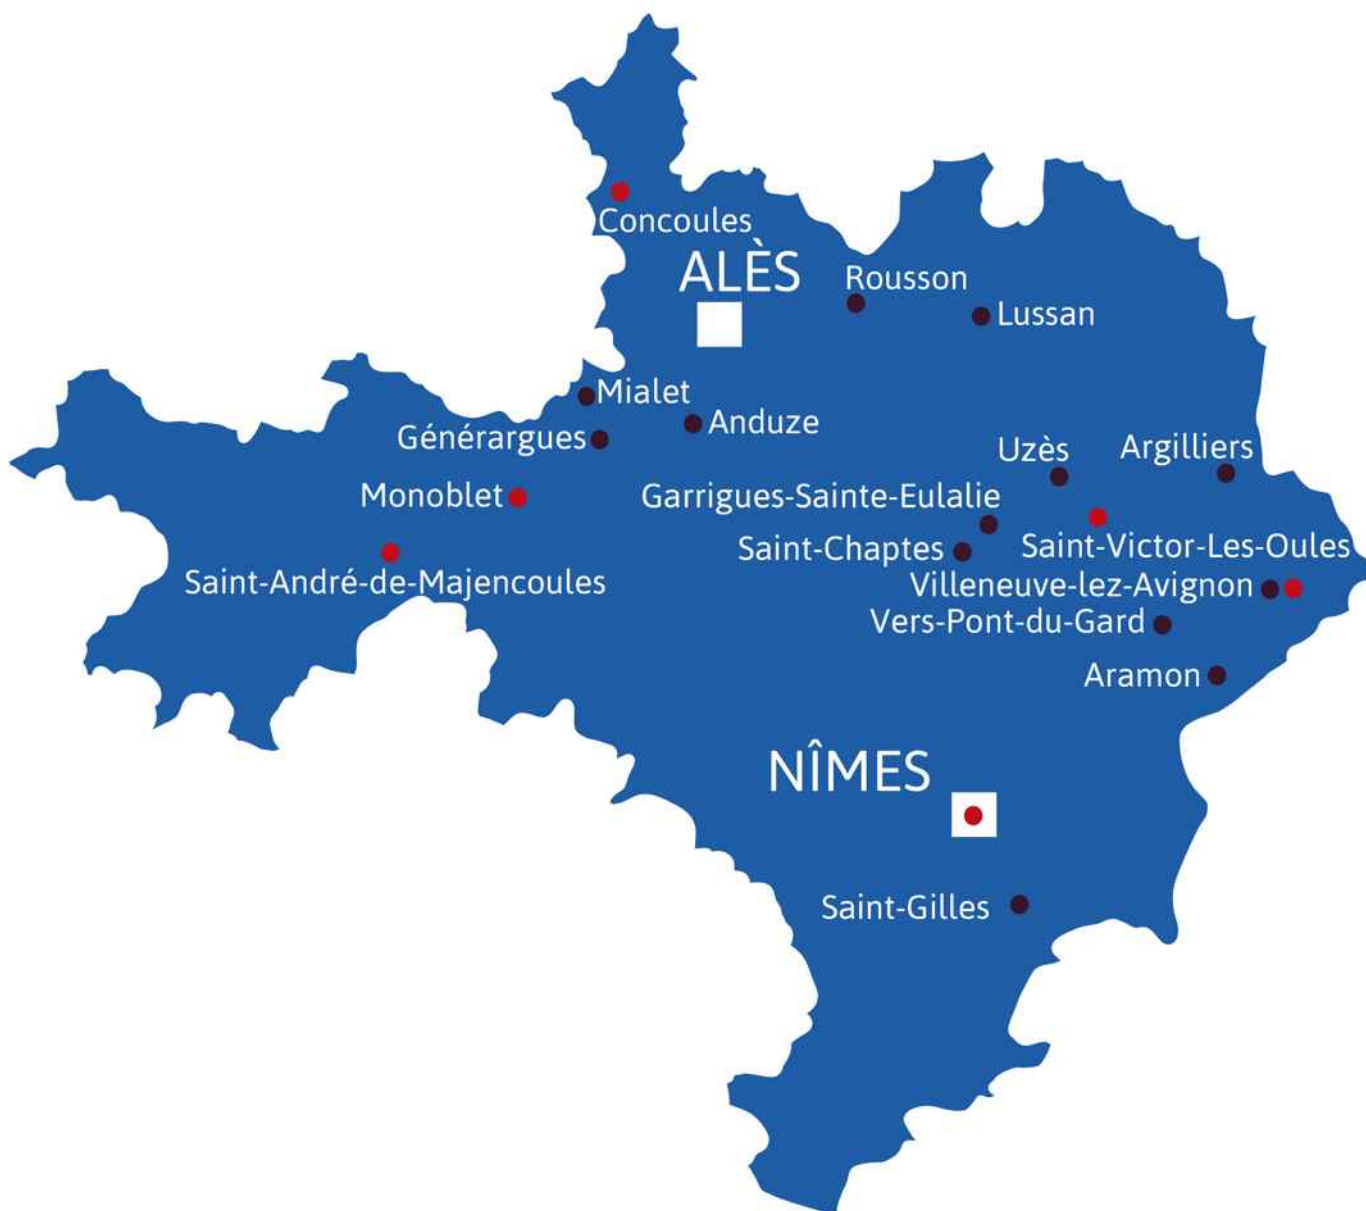 Concoules
ALÈS
Rousson
Lussan
Mialet
Anduze
Générargues
Uzès
Argilliers
Monoblet
Garrigues-Sainte-Eulalie
Saint-Chaptes
Saint-Victor-Les-Oules
Saint-André-de-Majencoules
Villeneuve-lez-Avignon
Vers-Pont-du-Gard
Aramon
NÎMES
Saint-Gilles